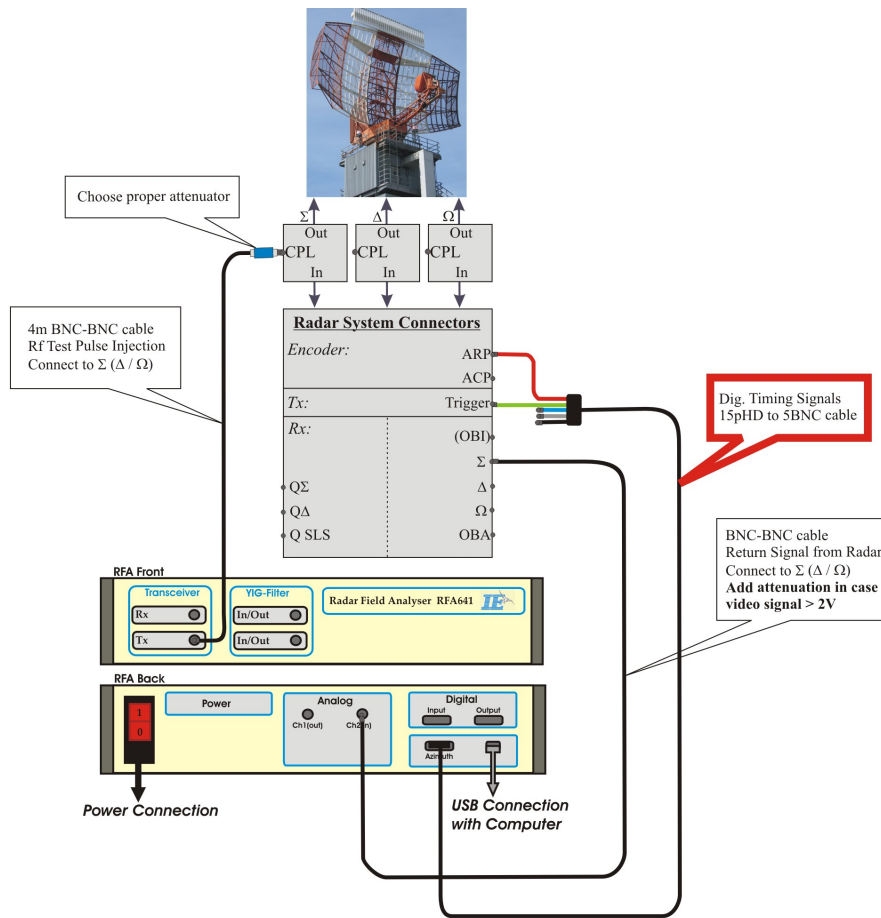 Choose proper attenuator
Σ
Δ
Ω
Out
CPL
In
Out
CPL
In
Out
CPL
In
4m BNC-BNC cable
Rf Test Pulse Injection
Connect to Σ (Δ / Ω)
Radar System Connectors
Encoder:
ARP
ACP
Tx:
Trigger
Rx:
(OBI)
Σ
Δ
Ω
OBA
QΣ
QΔ
Q SLS
Dig. Timing Signals
15pHD to 5BNC cable
BNC-BNC cable
Return Signal from Radar
Connect to Σ (Δ / Ω)
Add attenuation in case
video signal > 2V
RFA Front
Transceiver
Rx
Tx
YIG-Filter
In/Out
In/Out
Radar Field Analyser RFA641
IE
RFA Back
1
0
Power
Analog
Ch1(out)
Ch2(in)
Digital
Input
Output
Azimuth
Power Connection
USB Connection
with Computer